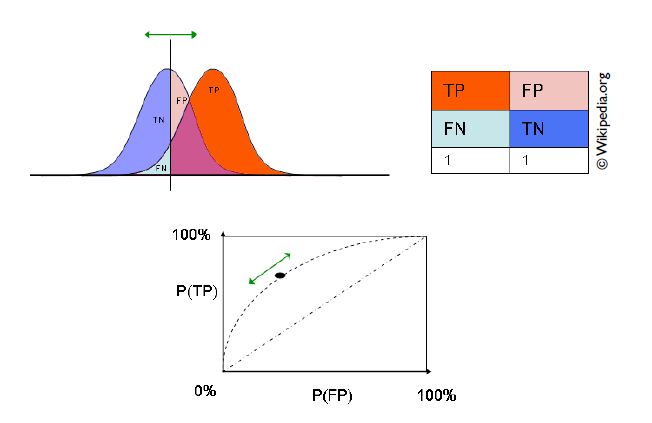 TN
FP
TP
FN
TP FP
FN TN
1 1
© Wikipedia.org
100%
P(TP)
0%
P(FP)
100%